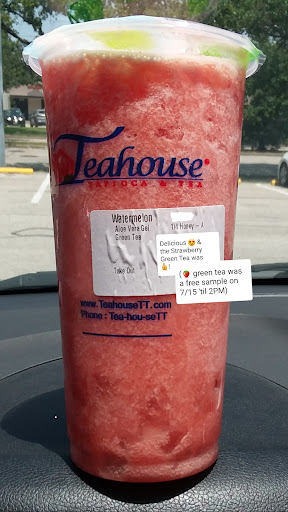 Teahouse
TAPIOCA & TEA
Watermelon
Aloe Vera Gel
Green Tea
Honey
Take Out
Delicious 😍 &
the Strawberry
Green Tea was
👍!
(🍓 green tea was
a free sample on
7/15 'til 2PM)
www.TeahouseTT.com
Phone : Tea-hou-seTT